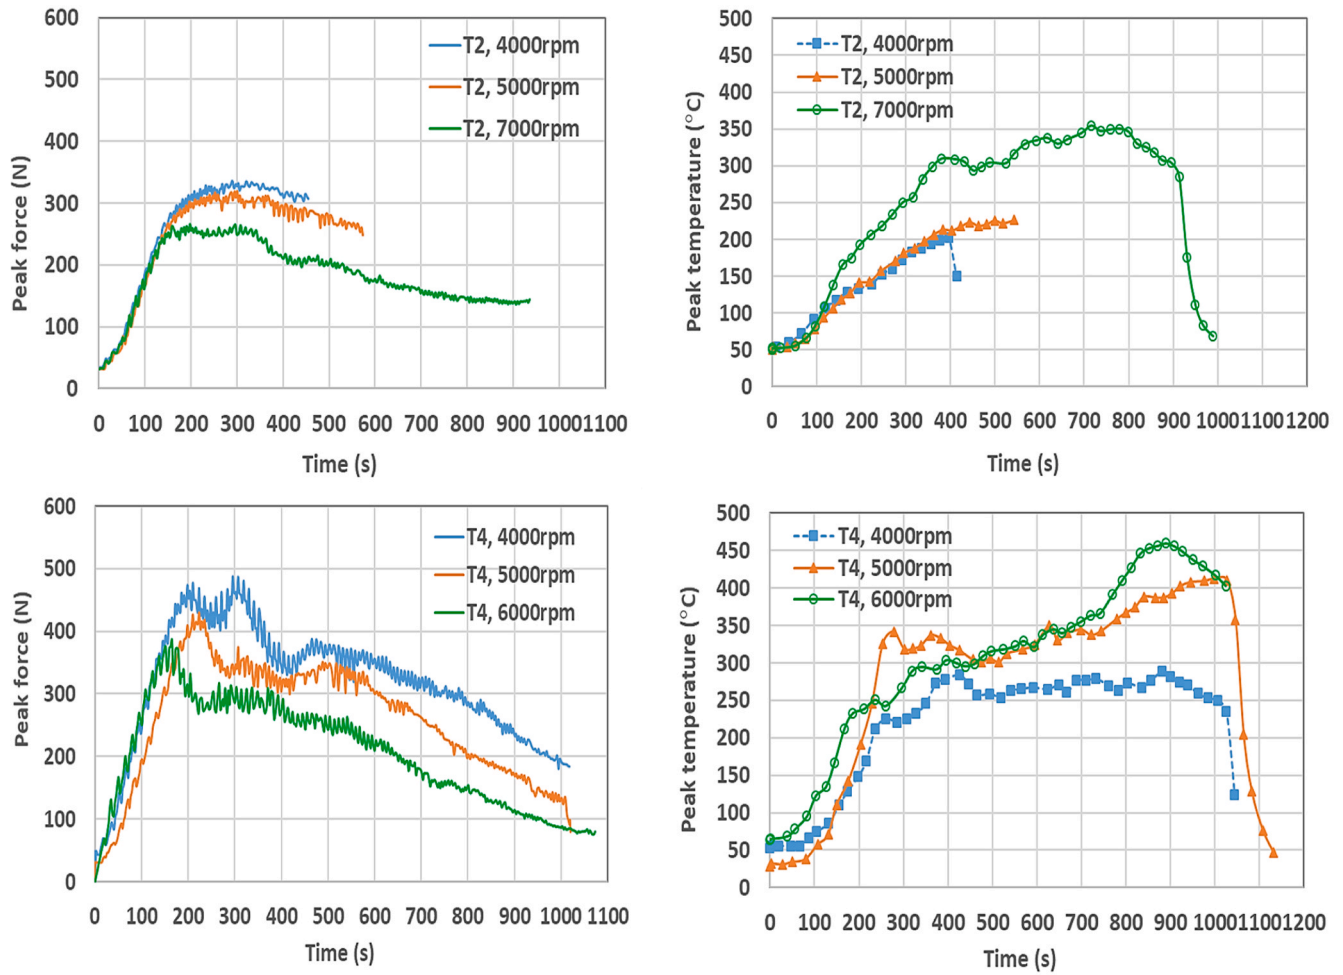 600
500
400
300
200
100
0
Peak force (N)
T2, 4000rpm
T2, 5000rpm
T2, 7000rpm
0 100 200 300 400 500 600 700 800 900 1000 1100
Time (s)
500
450
400
350
300
250
200
150
100
50
0
Peak temperature (°C)
T2, 4000rpm
T2, 5000rpm
T2, 7000rpm
0 100 200 300 400 500 600 700 800 900 1000 1100 1200
Time (s)
600
500
400
300
200
100
0
Peak force (N)
T4, 4000rpm
T4, 5000rpm
T4, 6000rpm
0 100 200 300 400 500 600 700 800 900 1000 1100
Time (s)
500
450
400
350
300
250
200
150
100
50
0
Peak temperature (°C)
T4, 4000rpm
T4, 5000rpm
T4, 6000rpm
0 100 200 300 400 500 600 700 800 900 1000 1100 1200
Time (s)